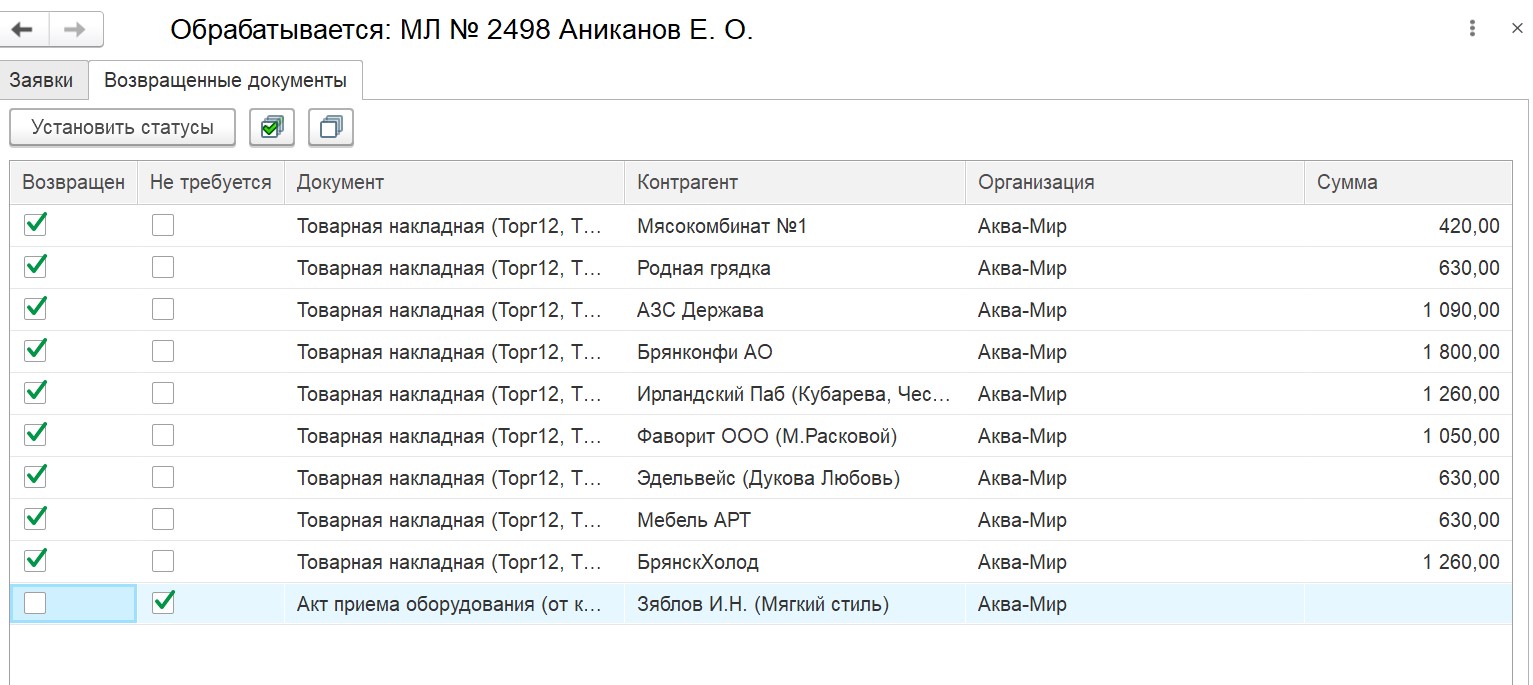 Обрабатывается: МЛ № 2498 Аниканов Е. О.
Заявки Возвращенные документы
Установить статусы
Возвращен Не требуется Документ Контрагент Организация Сумма
Товарная накладная (Торг12, Т... Мясокомбинат №1 Аква-Мир 420,00
Товарная накладная (Торг12, Т... Родная грядка Аква-Мир 630,00
Товарная накладная (Торг12, Т... АЗС Держава Аква-Мир 1 090,00
Товарная накладная (Торг12, Т... Брянконфи АО Аква-Мир 1 800,00
Товарная накладная (Торг12, Т... Ирландский Паб (Кубарева, Чес... Аква-Мир 1 260,00
Товарная накладная (Торг12, Т... Фаворит ООО (М.Расковой) Аква-Мир 1 050,00
Товарная накладная (Торг12, Т... Эдельвейс (Дукова Любовь) Аква-Мир 630,00
Товарная накладная (Торг12, Т... Мебель АРТ Аква-Мир 630,00
Товарная накладная (Торг12, Т... БрянскХолод Аква-Мир 1 260,00
Акт приема оборудования (от к... Зяблов И.Н. (Мягкий стиль) Аква-Мир